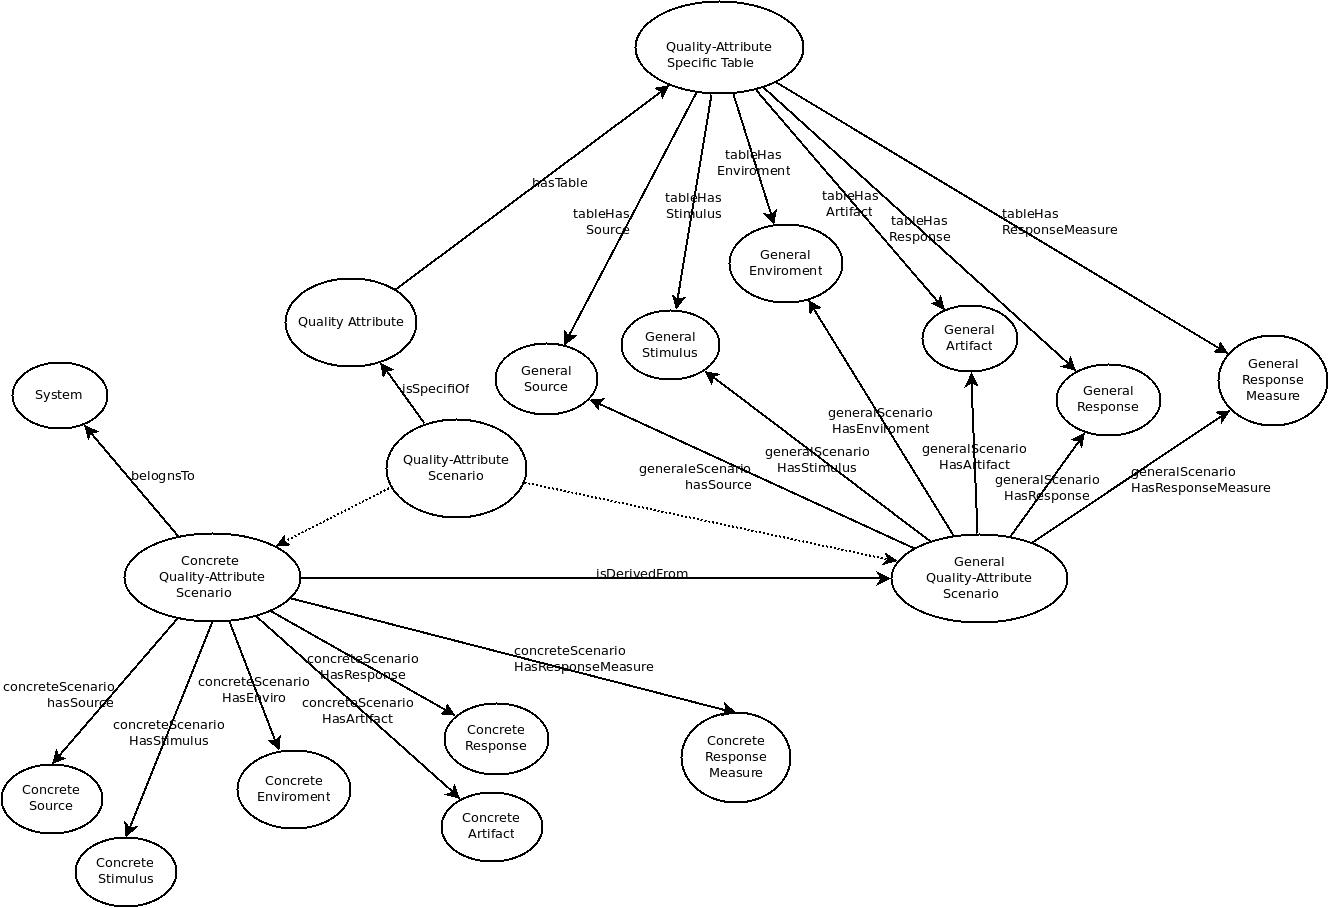 Quality-Attribute
Specific Table
hasTable
tableHas
Source
tableHas
Stimulus
tableHas
Enviroment
tableHas
Artifact
tableHas
Response
tableHas
ResponseMeasure
General
Enviroment
Quality Attribute
General
Stimulus
General
Artifact
General
Source
General
Response
General
Response
Measure
System
isSpecifiOf
Quality-Attribute
Scenario
belognsTo
generaleScenario
hasSource
generalScenario
HasStimulus
generalScenario
HasEnviroment
generalScenario
HasArtifact
generalScenario
HasResponse
generalScenario
HasResponseMeasure
Concrete
Quality-Attribute
Scenario
isDerivedFrom
General
Quality-Attribute
Scenario
concreteScenario
hasSource
concreteScenario
HasStimulus
concreteScenario
HasEnviro
concreteScenario
HasResponse
concreteScenario
HasArtifact
concreteScenario
HasResponseMeasure
Concrete
Source
Concrete
Stimulus
Concrete
Enviroment
Concrete
Response
Concrete
Artifact
Concrete
Response
Measure